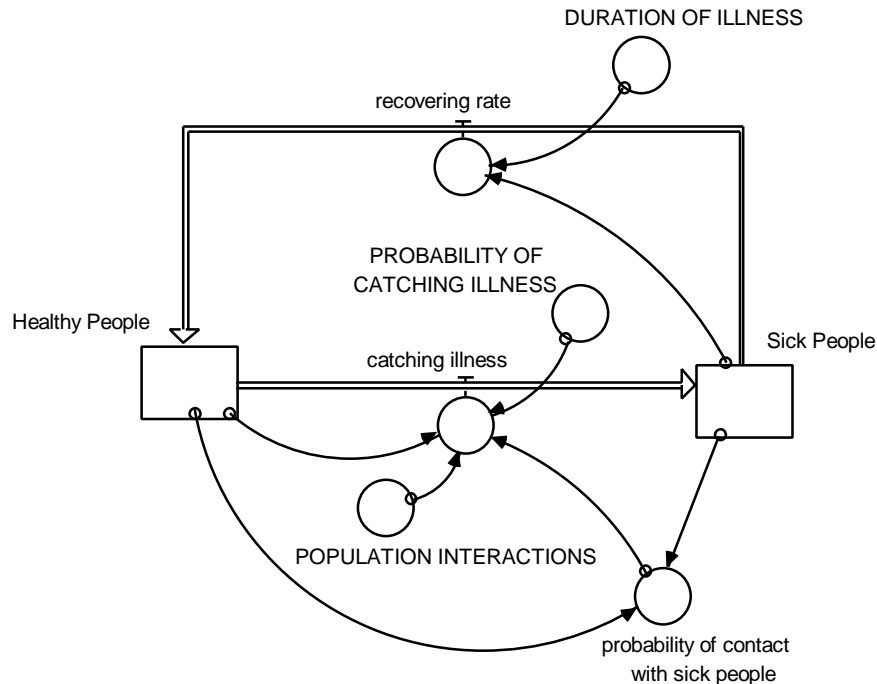 DURATION OF ILLNESS
recovering rate
PROBABILITY OF
CATCHING ILLNESS
Healthy People
Sick People
catching illness
POPULATION INTERACTIONS
probability of contact
with sick people